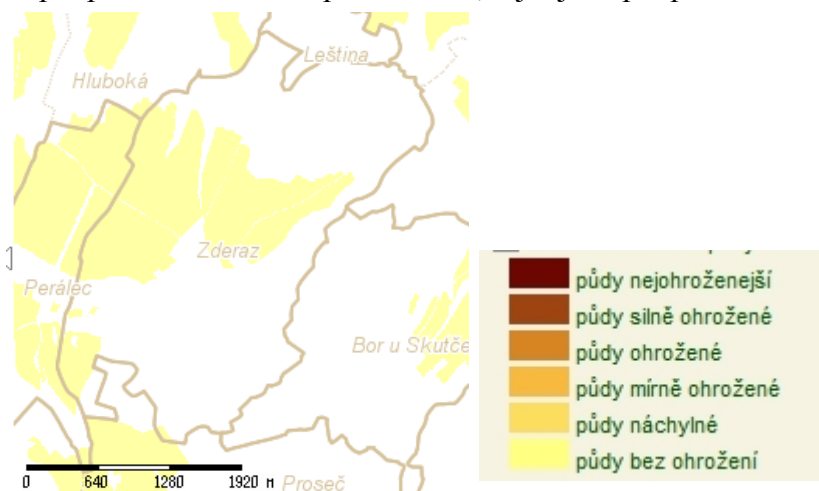 Leština
Hluboká
Zderaz
Perálec
Bor u Skutče
0 640 1280 1920 м
Proseč
půdy nejohroženejší
půdy silně ohrožené
půdy ohrožené
půdy mírně ohrožené
půdy náchylné
půdy bez ohrožení